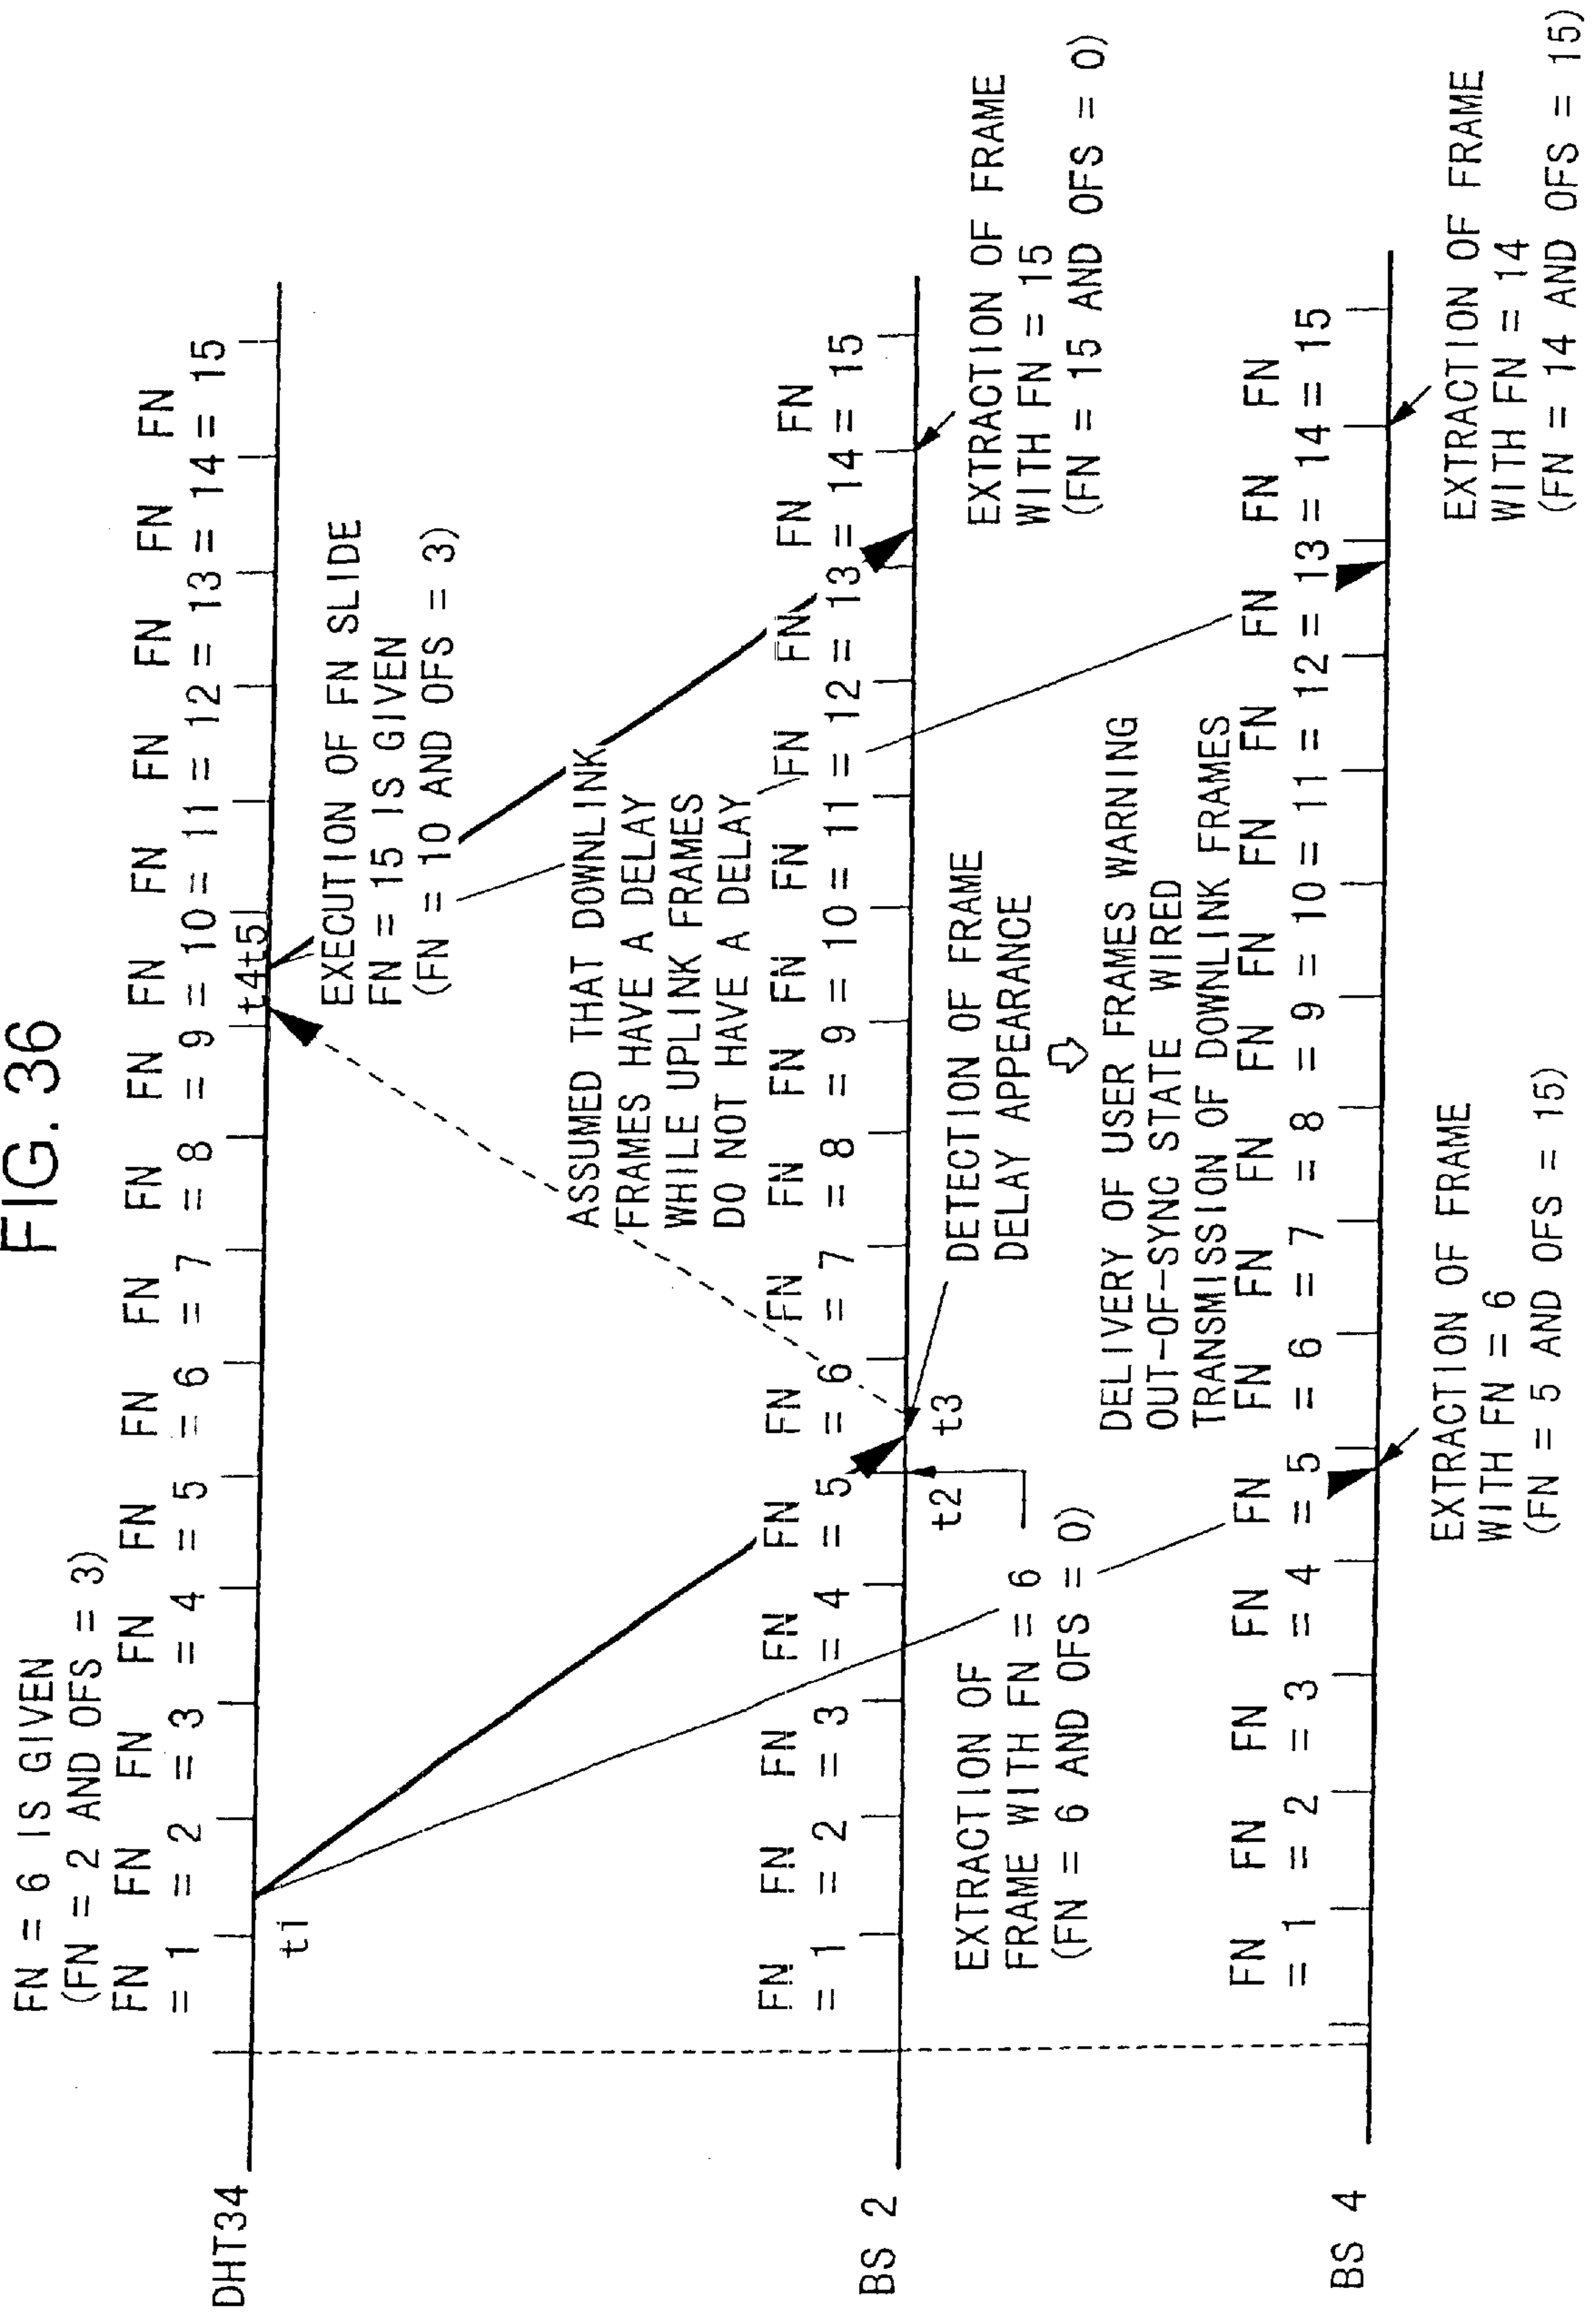 FIG. 36
FN = 6 IS GIVEN
(FN = 2 AND OFS = 3)
FN FN FN FN FN FN FN FN FN FN FN FN FN FN FN
= 1 = 2 = 3 = 4 = 5 = 6 = 7 = 8 = 9 = 10 = 11 = 12 = 13 = 14 = 15
DHT34
t1
t4 t5
EXECUTION OF FN SLIDE
FN = 15 IS GIVEN
(FN = 10 AND OFS = 3)
ASSUMED THAT DOWNLINK
FRAMES HAVE A DELAY
WHILE UPLINK FRAMES
DO NOT HAVE A DELAY
FN FN FN FN FN FN FN FN FN FN FN FN FN FN
= 1 = 2 = 3 = 4 = 5 = 6 = 7 = 8 = 9 = 10 = 11 = 12 = 13 = 14 = 15
BS 2
t2
t3
EXTRACTION OF
FRAME WITH FN = 6
(FN = 6 AND OFS = 0)
DETECTION OF FRAME
DELAY APPEARANCE
DELIVERY OF USER FRAMES WARNING
OUT-OF-SYNC STATE WIRED
TRANSMISSION OF DOWNLINK FRAMES
EXTRACTION OF FRAME
WITH FN = 15
(FN = 15 AND OFS = 0)
FN FN FN FN FN FN FN FN FN FN FN FN FN FN FN
= 1 = 2 = 3 = 4 = 5 = 6 = 7 = 8 = 9 = 10 = 11 = 12 = 13 = 14 = 15
BS 4
EXTRACTION OF FRAME
WITH FN = 6
(FN = 5 AND OFS = 15)
EXTRACTION OF FRAME
WITH FN = 14
(FN = 14 AND OFS = 15)